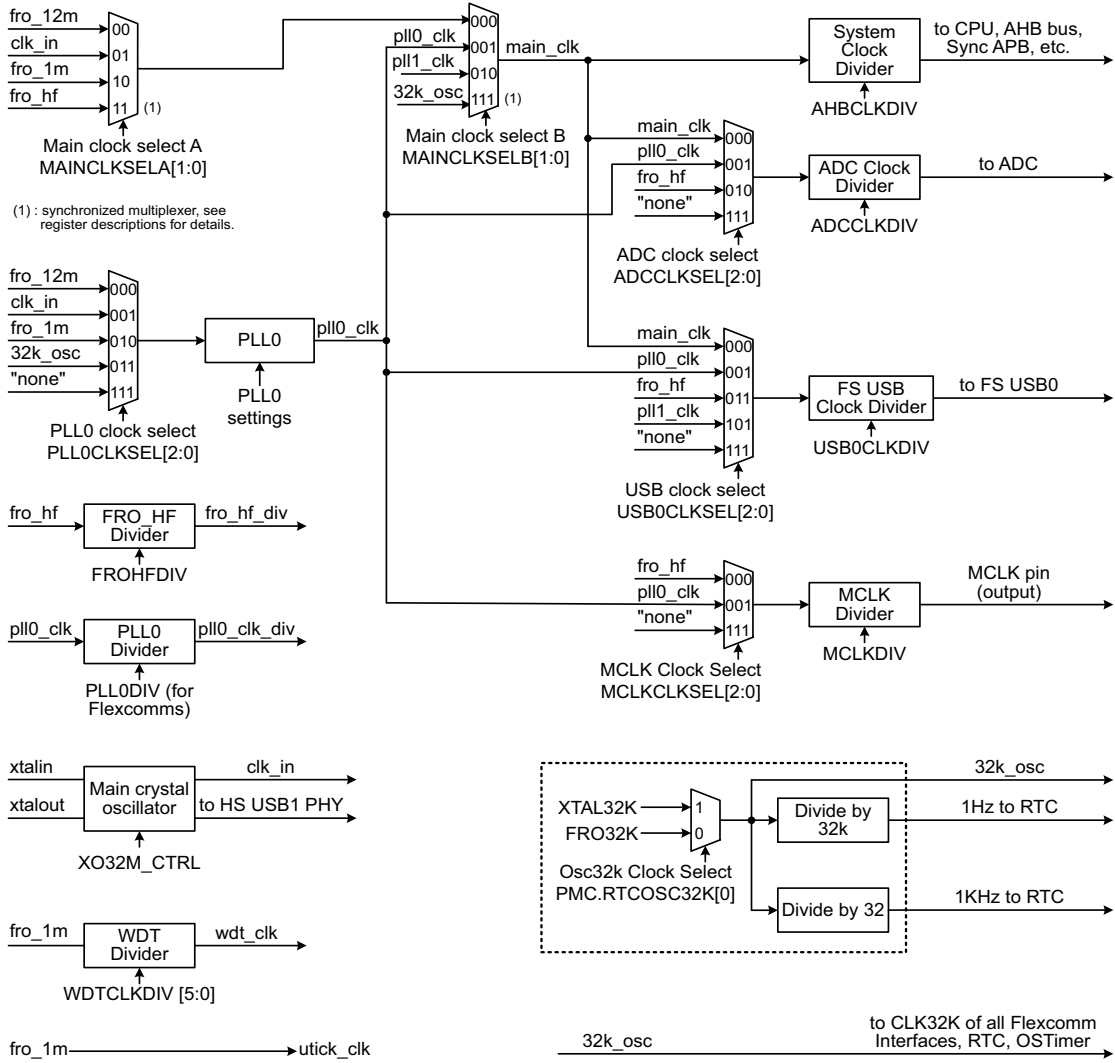 fro_12m
clk_in
fro_1m
fro_hf
00
01
10
11
(1)
Main clock select A
MAINCLKSELA[1:0]
(1) : synchronized multiplexer, see
register descriptions for details.
pll0_clk
pll1_clk
32k_osc
000
001
010
111
(1)
main_clk
Main clock select B
MAINCLKSELB[1:0]
System
Clock
Divider
AHBCLKDIV
to CPU, AHB bus,
Sync APB, etc.
main_clk
pll0_clk
fro_hf
"none"
000
001
010
111
ADC clock select
ADCCLKSEL[2:0]
ADC Clock
Divider
ADCCLKDIV
to ADC
fro_12m
clk_in
fro_1m
32k_osc
"none"
000
001
010
011
111
PLL0 clock select
PLL0CLKSEL[2:0]
PLL0
PLL0
settings
pll0_clk
main_clk
pll0_clk
fro_hf
pll1_clk
"none"
000
001
011
101
111
USB clock select
USB0CLKSEL[2:0]
FS USB
Clock Divider
USB0CLKDIV
to FS USB0
fro_hf
FRO_HF
Divider
fro_hf_div
FROHFDIV
fro_hf
pll0_clk
"none"
000
001
111
MCLK Clock Select
MCLKCLKSEL[2:0]
MCLK
Divider
MCLKDIV
MCLK pin
(output)
pll0_clk
PLL0
Divider
pll0_clk_div
PLL0DIV (for
Flexcomms)
xtalin
xtalout
Main crystal
oscillator
clk_in
to HS USB1 PHY
XO32M_CTRL
XTAL32K
FRO32K
1
0
Osc32k Clock Select
PMC.RTCOSC32K[0]
Divide by
32k
Divide by 32
32k_osc
1Hz to RTC
1KHz to RTC
fro_1m
WDT
Divider
wdt_clk
WDTCLKDIV [5:0]
fro_1m
utick_clk
32k_osc
to CLK32K of all Flexcomm
Interfaces, RTC, OSTimer